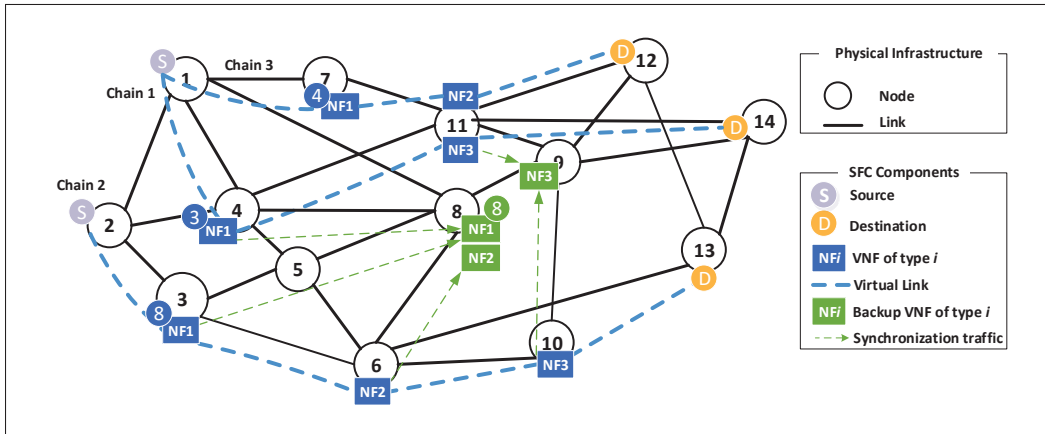 S
1
Chain 3
7
4
NF1
Chain 1
NF2
11
NF3
D
12
D
14
9
NF3
Chain 2
S
2
3
4
NF1
8
8
NF1
NF2
5
3
8
NF1
6
NF2
10
NF3
13
D
Physical Infrastructure
Node
Link
SFC Components
S Source
D Destination
NFi VNF of type i
Virtual Link
NFi Backup VNF of type i
Synchronization traffic